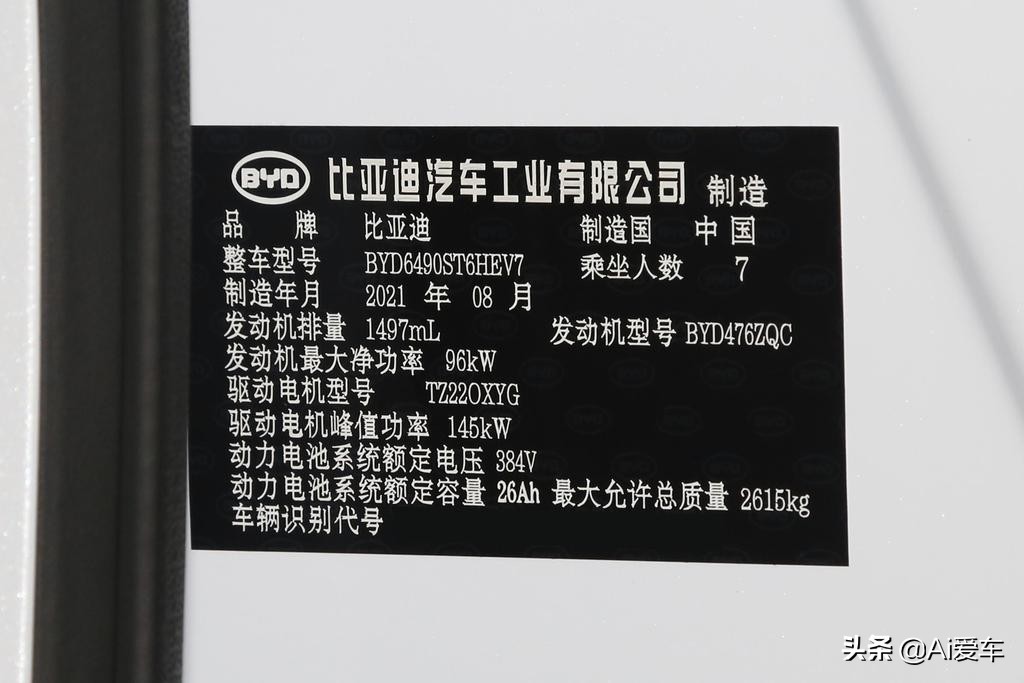 BYD 比亚迪汽车工业有限公司 制造
品 牌 比亚迪 制造国 中国
整车型号 BYD6490ST6HEV7 乘坐人数 7
制造年月 2021 年 08 月
发动机排量 1497mL 发动机型号 BYD476ZQC
发动机最大净功率 96kW
驱动电机型号 TZ220XYG
驱动电机峰值功率 145kW
动力电池系统额定电压 384V
动力电池系统额定容量 26Ah 最大允许总质量 2615kg
车辆识别代号
头条 @Ai爱车